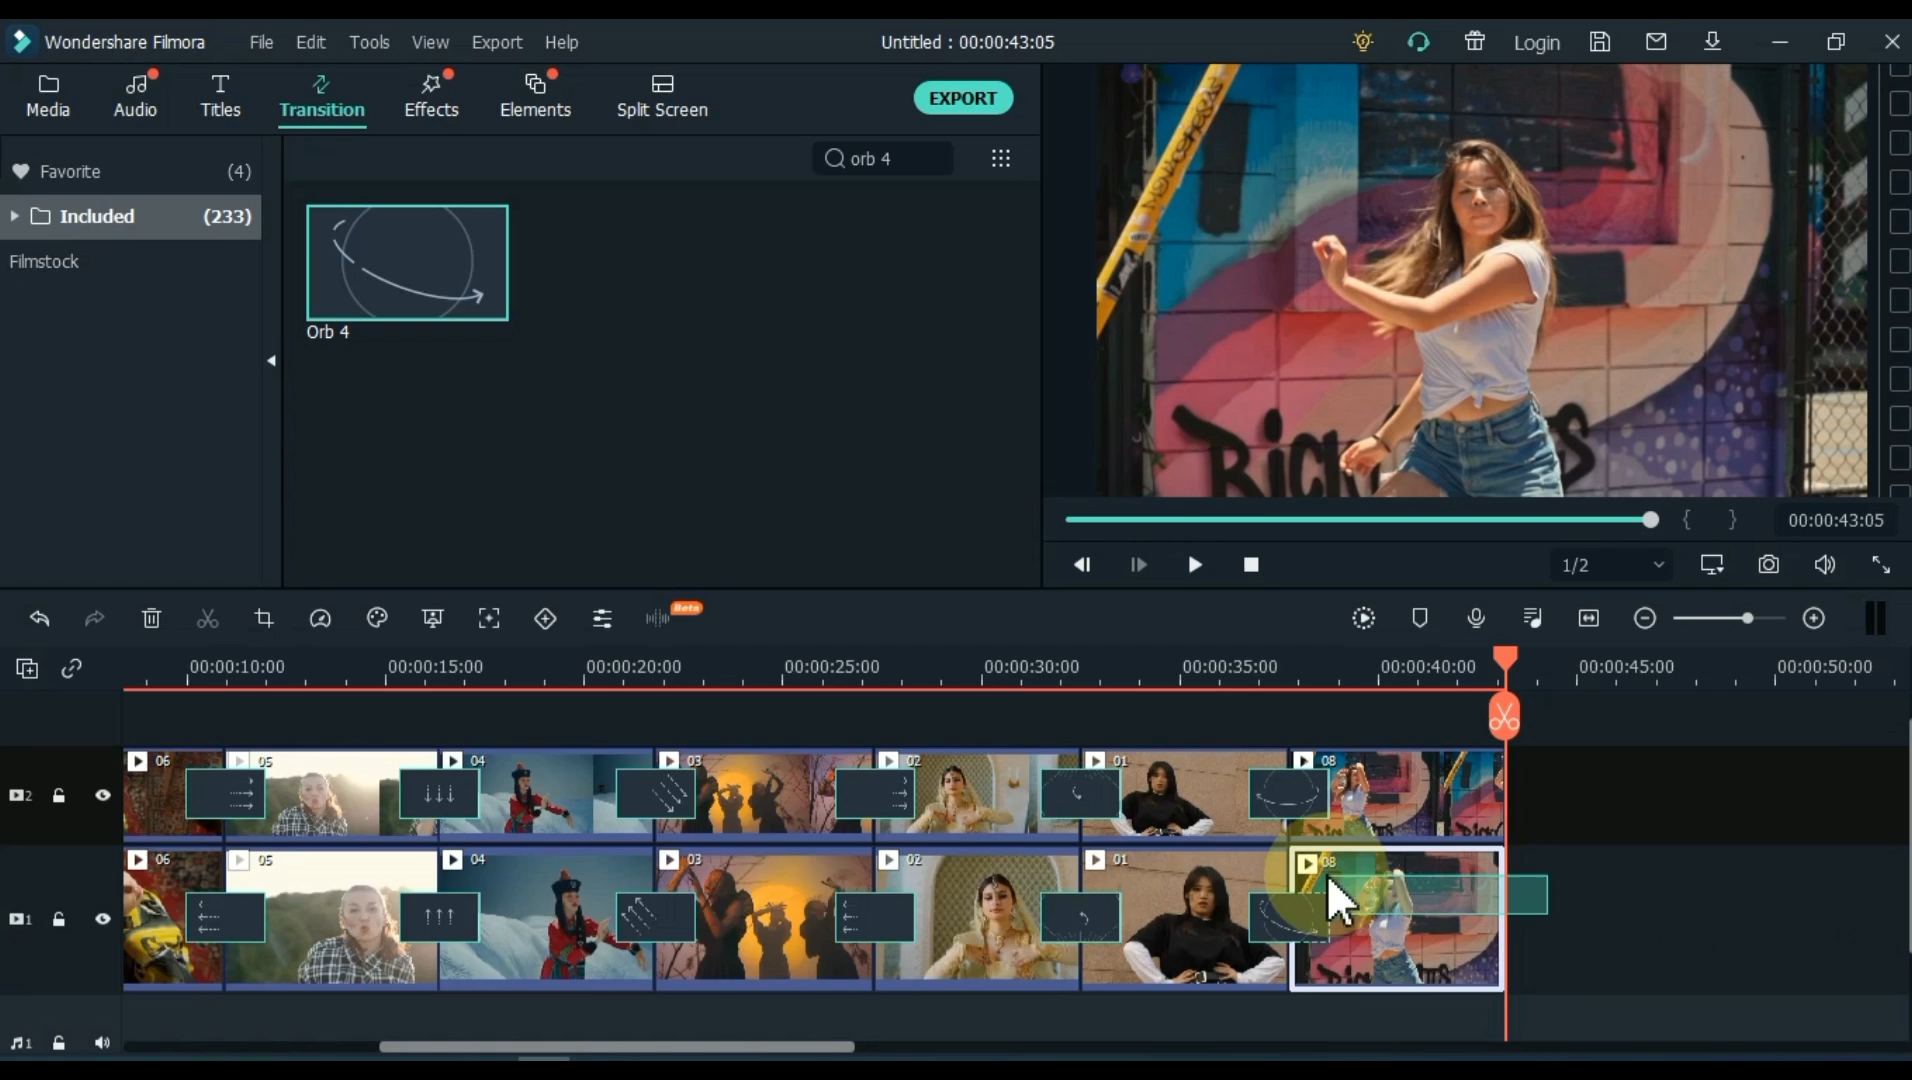 Wondershare Filmora File Edit Tools View Export Help Untitled : 00:00:43:05 Login
Media Audio Titles Transition Effects Elements Split Screen EXPORT
Favorite (4) orb 4
Included (233)
Filmstock
Orb 4
00:00:43:05
1/2
Beta
00:00:10:00 00:00:15:00 00:00:20:00 00:00:25:00 00:00:30:00 00:00:35:00 00:00:40:00 00:00:45:00 00:00:50:00
06 05 04 03 02 01 08
2
06 05 04 03 02 01 08
1
1